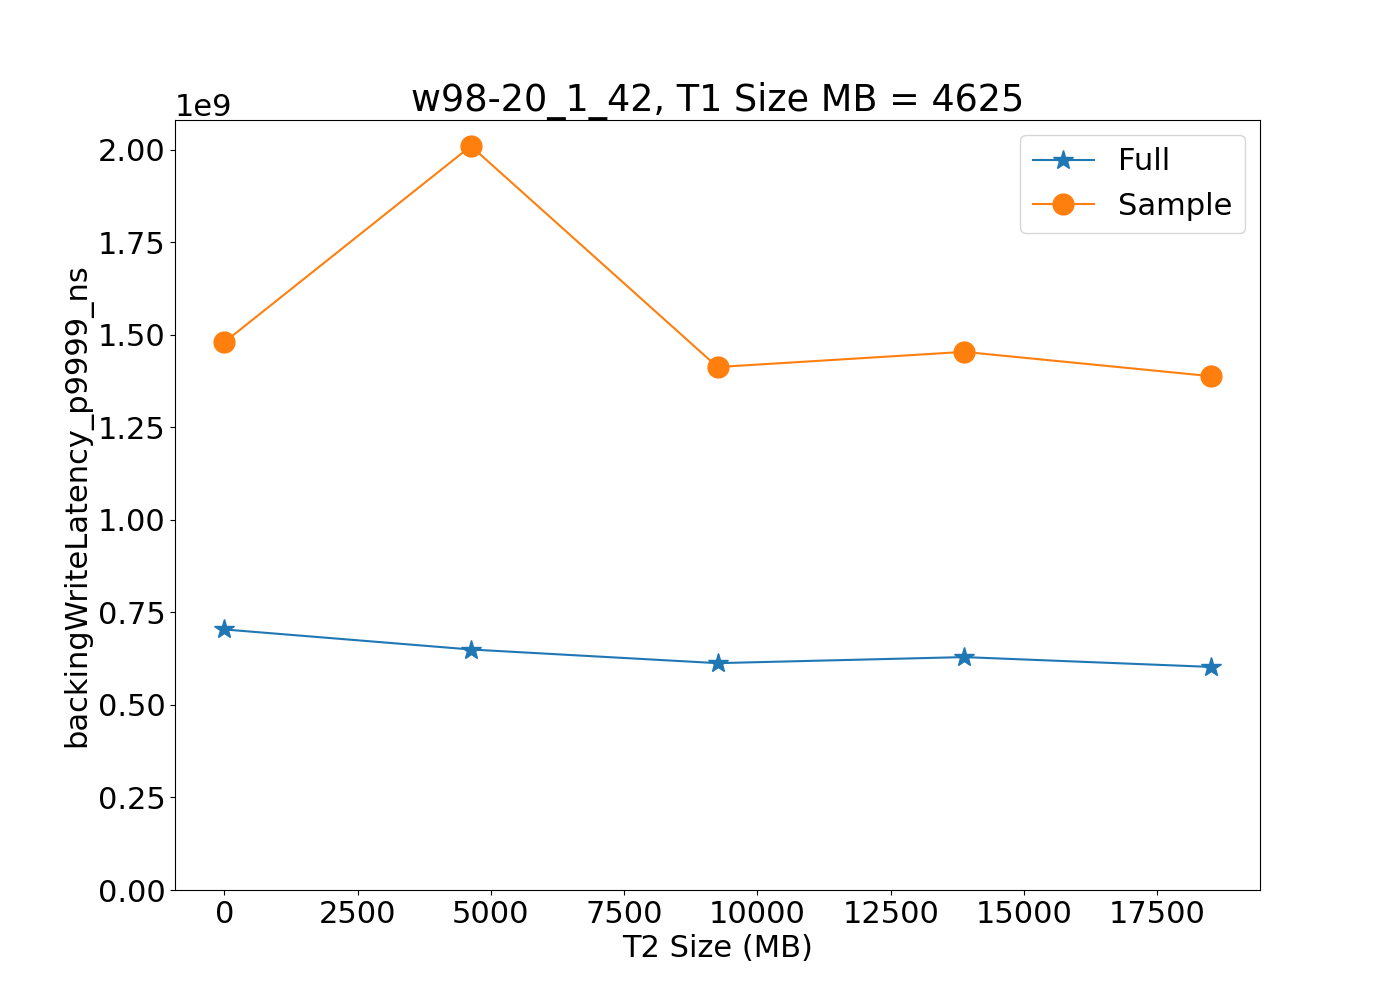 w98-20_1_42, T1 Size MB = 4625
1e9
2.00
1.75
1.50
1.25
1.00
0.75
0.50
0.25
0.00
backingWriteLatency_p9999_ns
Full
Sample
0 2500 5000 7500 10000 12500 15000 17500
T2 Size (MB)